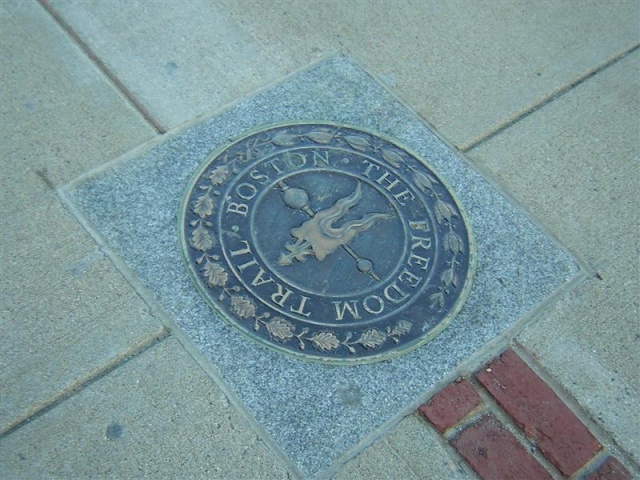 BOSTON · THE FREEDOM TRAIL ·